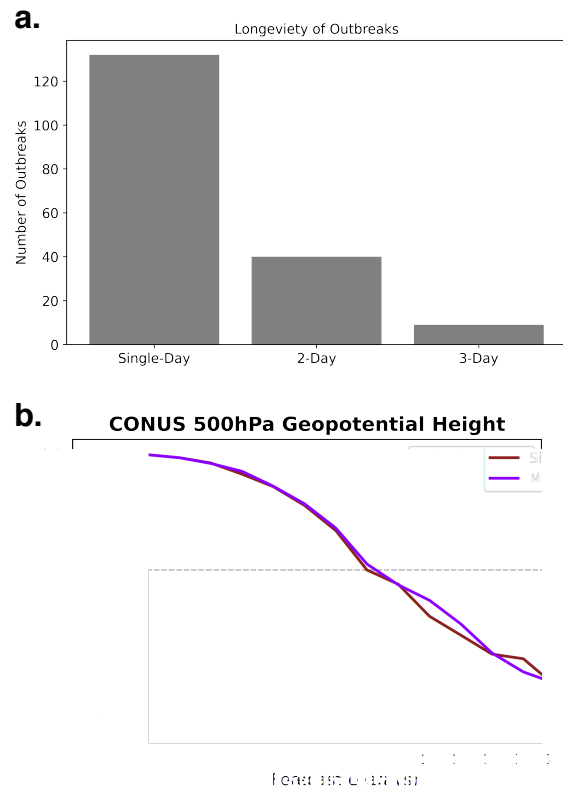 a.
Longeviety of Outbreaks
Number of Outbreaks
120
100
80
60
40
20
0
Single-Day
2-Day
3-Day
b.
CONUS 500hPa Geopotential Height